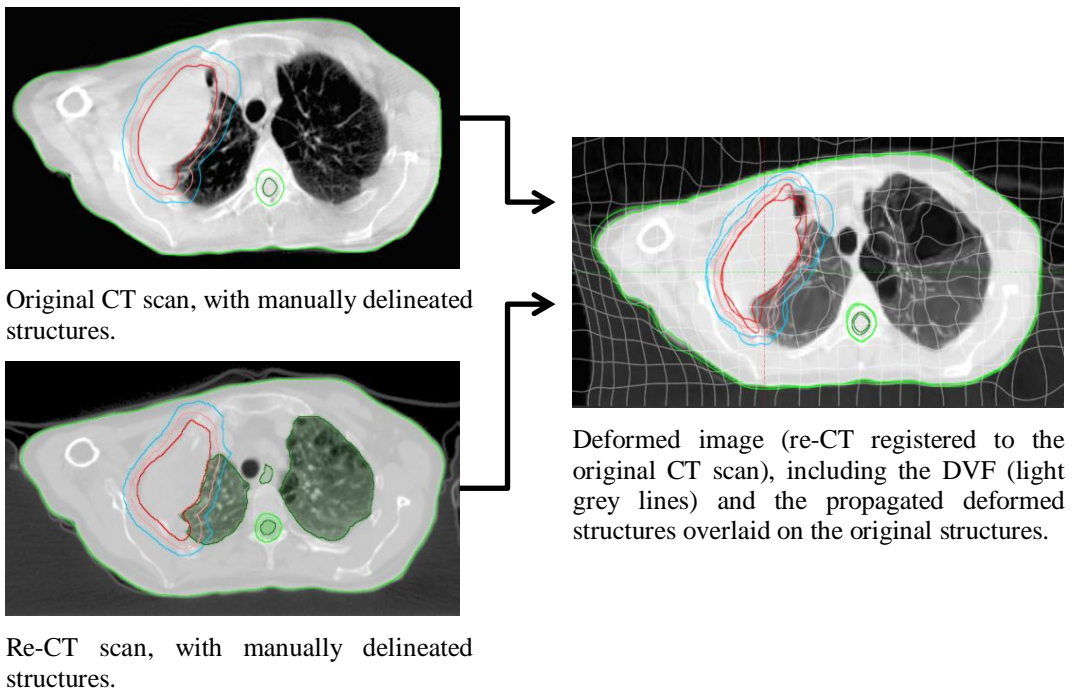 Original CT scan, with manually delineated
structures.
Re-CT scan, with manually delineated
structures.
Deformed image (re-CT registered to the
original CT scan), including the DVF (light
grey lines) and the propagated deformed
structures overlaid on the original structures.